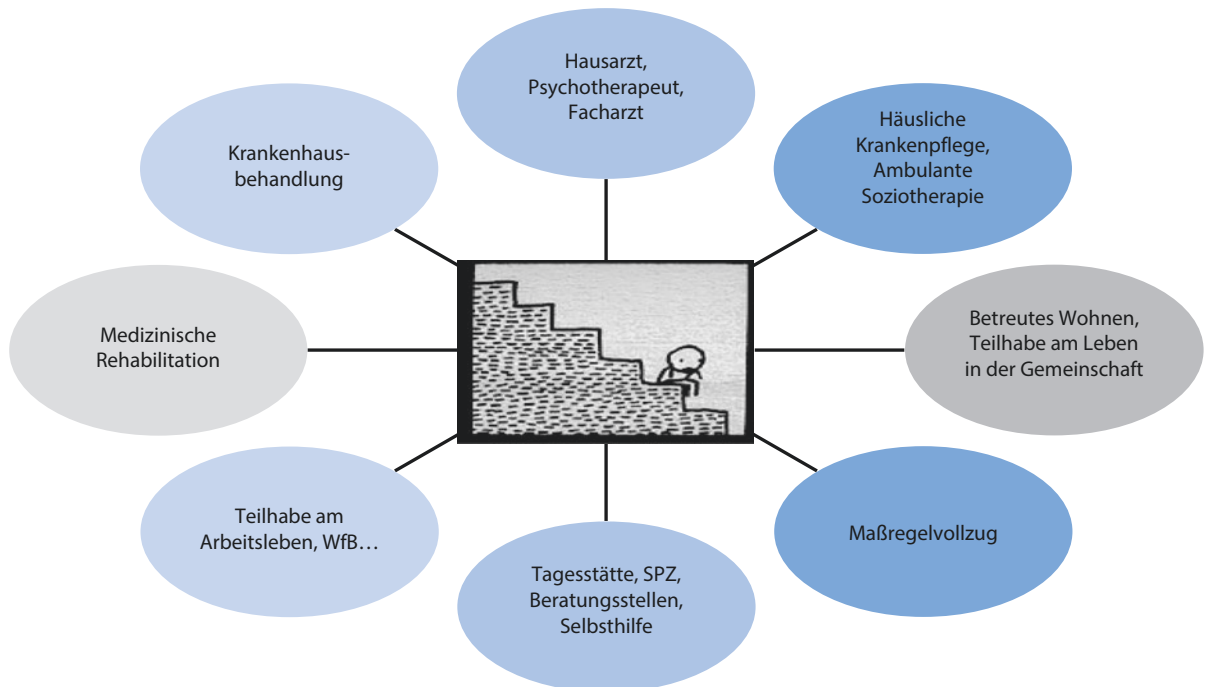 Hausarzt,
Psychotherapeut,
Facharzt
Häusliche
Krankenpflege,
Ambulante
Soziotherapie
Krankenhaus-
behandlung
Medizinische
Rehabilitation
Betreutes Wohnen,
Teilhabe am Leben
in der Gemeinschaft
Teilhabe am
Arbeitsleben, WfB…
Maßregelvollzug
Tagesstätte, SPZ,
Beratungsstellen,
Selbsthilfe